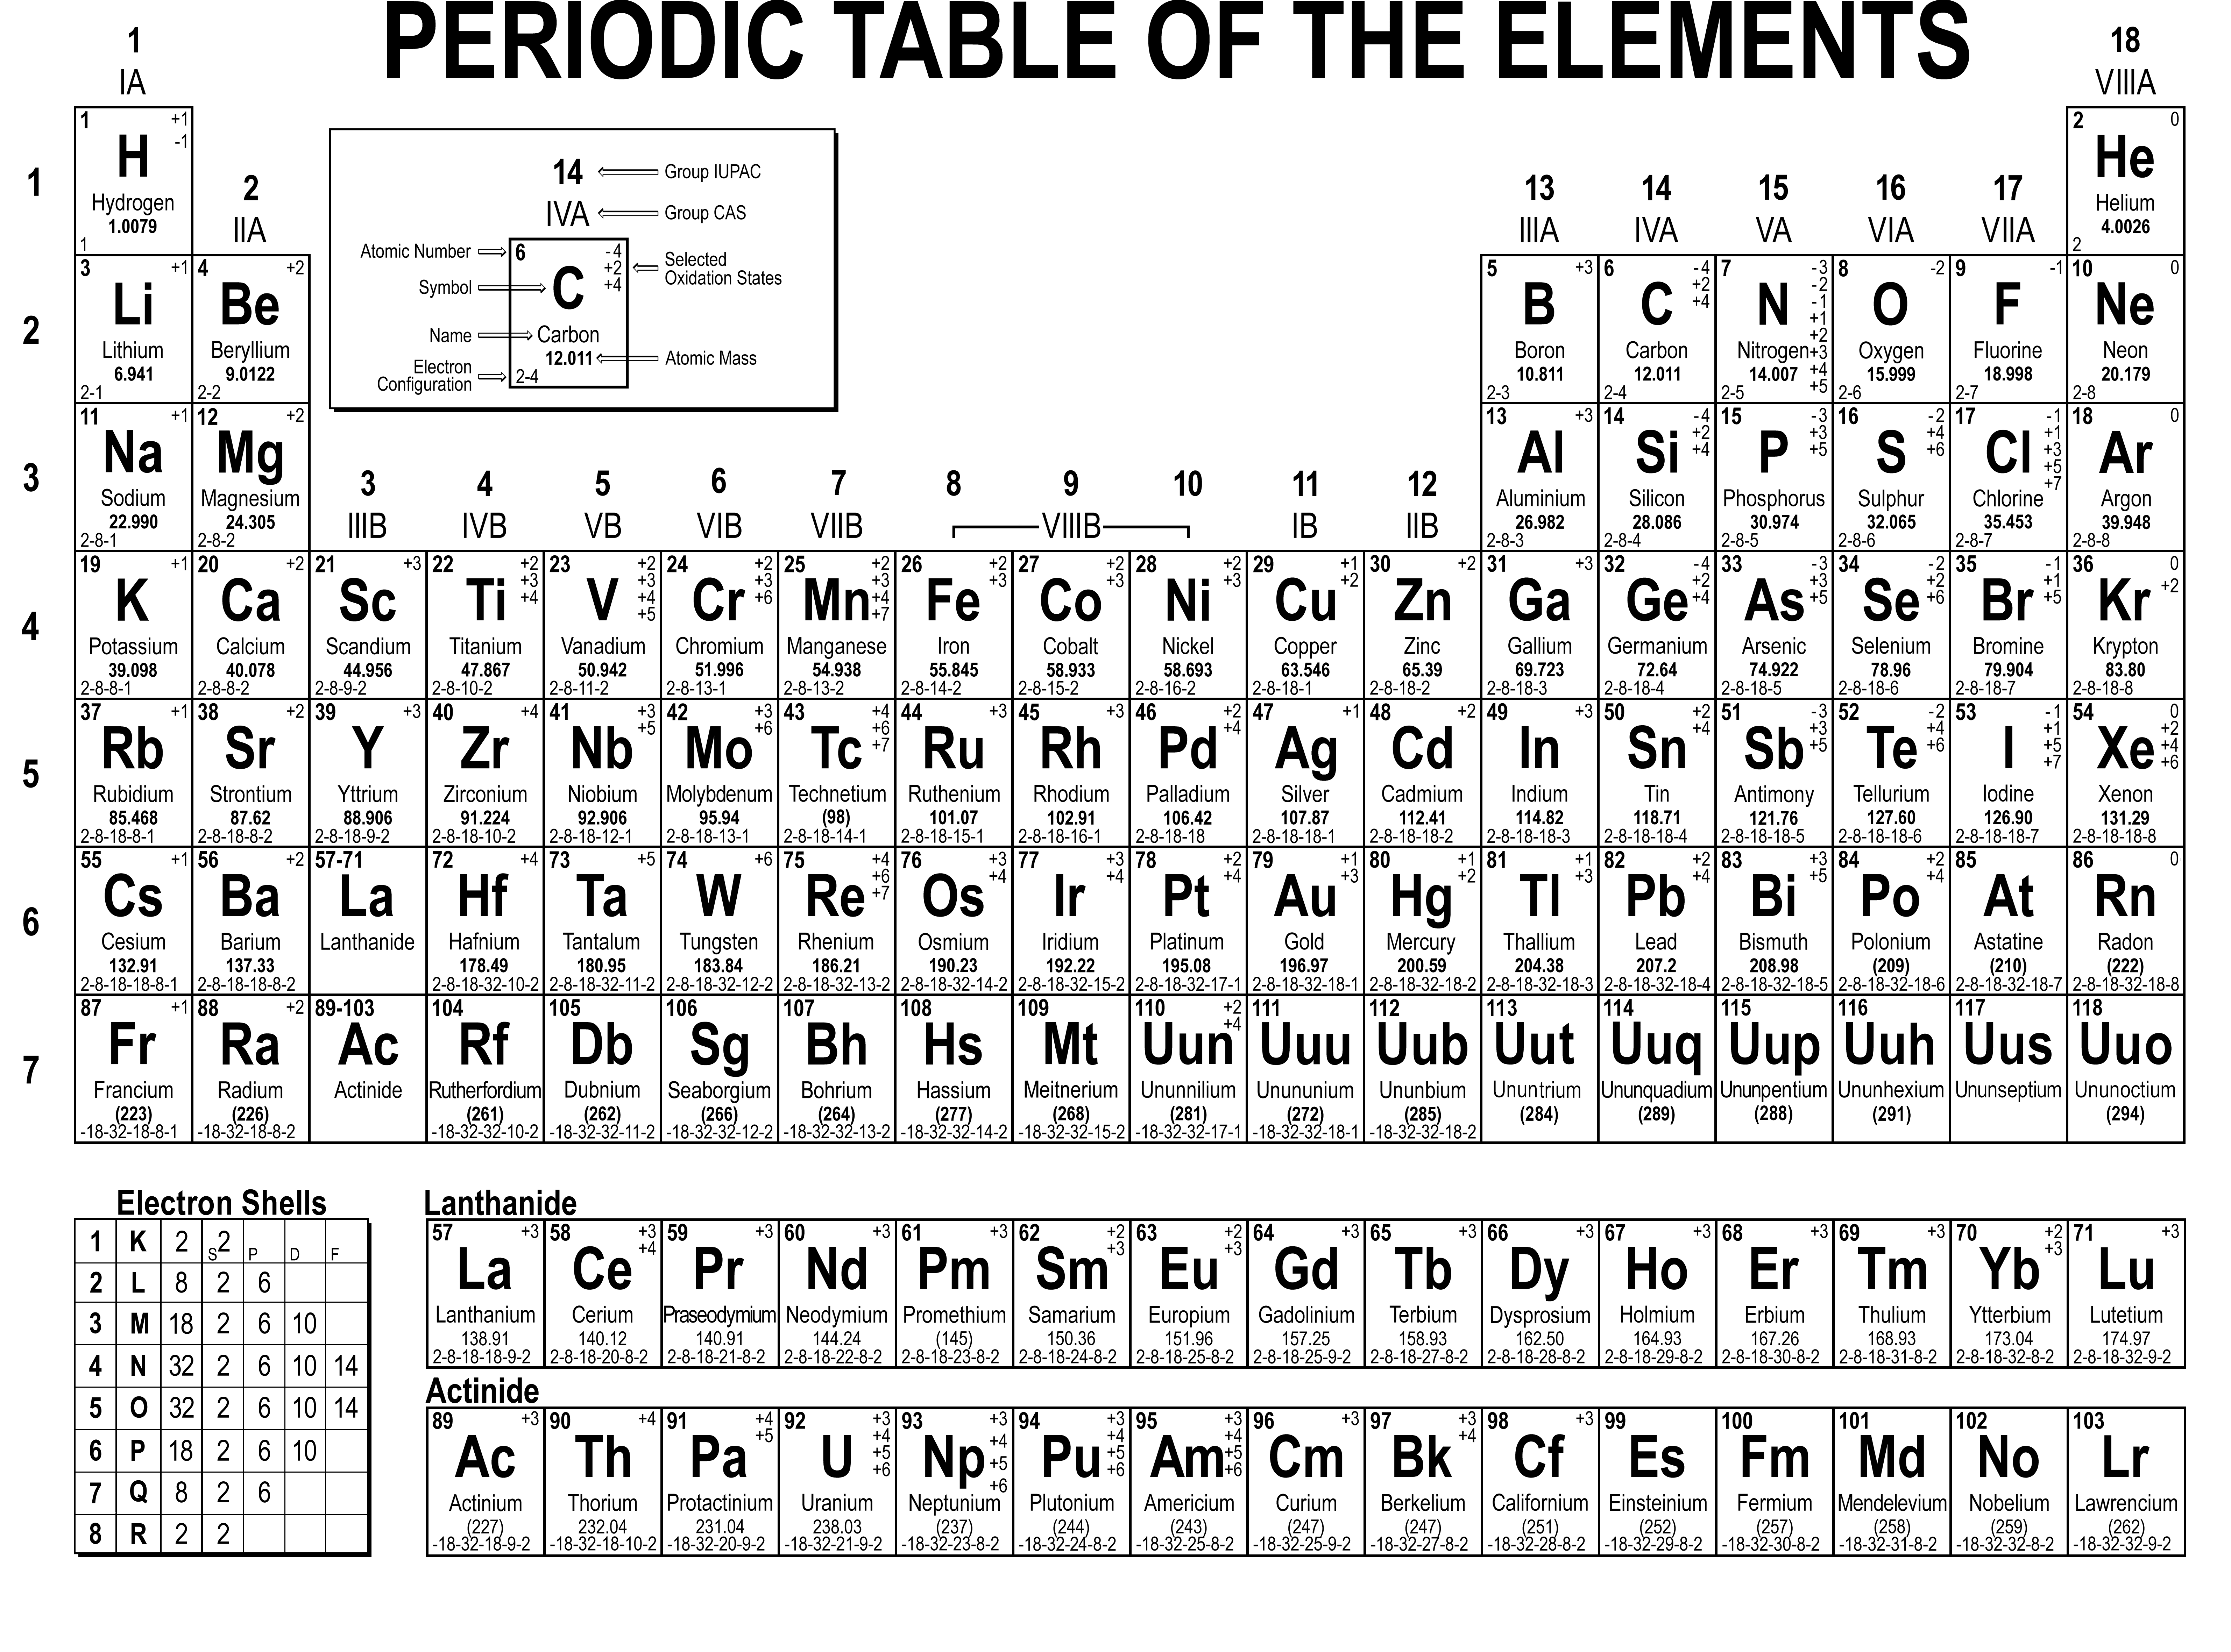 PERIODIC TABLE OF THE ELEMENTS
1 IA
18 VIIIA
1
1 +1 -1 H Hydrogen 1.0079 1
2 IIA
14 Group IUPAC
IVA Group CAS
Atomic Number 6 -4 +2 +4 Selected Oxidation States
Symbol C
Name Carbon
12.011 Atomic Mass
Electron Configuration 2-4
13 IIIA
14 IVA
15 VA
16 VIA
17 VIIA
2 0 He Helium 4.0026 2
2
3 +1 Li Lithium 6.941 2-1
4 +2 Be Beryllium 9.0122 2-2
5 +3 B Boron 10.811 2-3
6 -4 +2 +4 C Carbon 12.011 2-4
7 -3 -2 -1 +1 +2 +3 +4 +5 N Nitrogen 14.007 2-5
8 -2 O Oxygen 15.999 2-6
9 -1 F Fluorine 18.998 2-7
10 0 Ne Neon 20.179 2-8
3
11 +1 Na Sodium 22.990 2-8-1
12 +2 Mg Magnesium 24.305 2-8-2
3 IIIB
4 IVB
5 VB
6 VIB
7 VIIB
8 9 10 VIIIB
11 IB
12 IIB
13 +3 Al Aluminium 26.982 2-8-3
14 -4 +2 +4 Si Silicon 28.086 2-8-4
15 -3 +3 +5 P Phosphorus 30.974 2-8-5
16 -2 +4 +6 S Sulphur 32.065 2-8-6
17 -1 +1 +3 +5 +7 Cl Chlorine 35.453 2-8-7
18 0 Ar Argon 39.948 2-8-8
4
19 +1 K Potassium 39.098 2-8-8-1
20 +2 Ca Calcium 40.078 2-8-8-2
21 +3 Sc Scandium 44.956 2-8-9-2
22 +2 +3 +4 Ti Titanium 47.867 2-8-10-2
23 +2 +3 +4 +5 V Vanadium 50.942 2-8-11-2
24 +2 +3 +6 Cr Chromium 51.996 2-8-13-1
25 +2 +3 +4 +7 Mn Manganese 54.938 2-8-13-2
26 +2 +3 Fe Iron 55.845 2-8-14-2
27 +2 +3 Co Cobalt 58.933 2-8-15-2
28 +2 +3 Ni Nickel 58.693 2-8-16-2
29 +1 +2 Cu Copper 63.546 2-8-18-1
30 +2 Zn Zinc 65.39 2-8-18-2
31 +3 Ga Gallium 69.723 2-8-18-3
32 -4 +2 +4 Ge Germanium 72.64 2-8-18-4
33 -3 +3 +5 As Arsenic 74.922 2-8-18-5
34 -2 +2 +6 Se Selenium 78.96 2-8-18-6
35 -1 +1 +5 Br Bromine 79.904 2-8-18-7
36 0 +2 Kr Krypton 83.80 2-8-18-8
5
37 +1 Rb Rubidium 85.468 2-8-18-8-1
38 +2 Sr Strontium 87.62 2-8-18-8-2
39 +3 Y Yttrium 88.906 2-8-18-9-2
40 +4 Zr Zirconium 91.224 2-8-18-10-2
41 +3 +5 Nb Niobium 92.906 2-8-18-12-1
42 +3 +6 Mo Molybdenum 95.94 2-8-18-13-1
43 +4 +6 +7 Tc Technetium (98) 2-8-18-14-1
44 +3 Ru Ruthenium 101.07 2-8-18-15-1
45 +3 Rh Rhodium 102.91 2-8-18-16-1
46 +2 +4 Pd Palladium 106.42 2-8-18-18
47 +1 Ag Silver 107.87 2-8-18-18-1
48 +2 Cd Cadmium 112.41 2-8-18-18-2
49 +3 In Indium 114.82 2-8-18-18-3
50 +2 +4 Sn Tin 118.71 2-8-18-18-4
51 -3 +3 +5 Sb Antimony 121.76 2-8-18-18-5
52 -2 +4 +6 Te Tellurium 127.60 2-8-18-18-6
53 -1 +1 +5 +7 I Iodine 126.90 2-8-18-18-7
54 0 +2 +4 +6 Xe Xenon 131.29 2-8-18-18-8
6
55 +1 Cs Cesium 132.91 2-8-18-18-8-1
56 +2 Ba Barium 137.33 2-8-18-18-8-2
57-71 La Lanthanide
72 +4 Hf Hafnium 178.49 2-8-18-32-10-2
73 +5 Ta Tantalum 180.95 2-8-18-32-11-2
74 +6 W Tungsten 183.84 2-8-18-32-12-2
75 +4 +6 +7 Re Rhenium 186.21 2-8-18-32-13-2
76 +3 +4 Os Osmium 190.23 2-8-18-32-14-2
77 +3 +4 Ir Iridium 192.22 2-8-18-32-15-2
78 +2 +4 Pt Platinum 195.08 2-8-18-32-17-1
79 +1 +3 Au Gold 196.97 2-8-18-32-18-1
80 +1 +2 Hg Mercury 200.59 2-8-18-32-18-2
81 +1 +3 Tl Thallium 204.38 2-8-18-32-18-3
82 +2 +4 Pb Lead 207.2 2-8-18-32-18-4
83 +3 +5 Bi Bismuth 208.98 2-8-18-32-18-5
84 +2 +4 Po Polonium (209) 2-8-18-32-18-6
85 At Astatine (210) 2-8-18-32-18-7
86 0 Rn Radon (222) 2-8-18-32-18-8
7
87 +1 Fr Francium (223) -18-32-18-8-1
88 +2 Ra Radium (226) -18-32-18-8-2
89-103 Ac Actinide
104 Rf Rutherfordium (261) -18-32-32-10-2
105 Db Dubnium (262) -18-32-32-11-2
106 Sg Seaborgium (266) -18-32-32-12-2
107 Bh Bohrium (264) -18-32-32-13-2
108 Hs Hassium (277) -18-32-32-14-2
109 Mt Meitnerium (268) -18-32-32-15-2
110 +2 +4 Uun Ununnilium (281) -18-32-32-17-1
111 Uuu Unununium (272) -18-32-32-18-1
112 Uub Ununbium (285) -18-32-32-18-2
113 Uut Ununtrium (284)
114 Uuq Ununquadium (289)
115 Uup Ununpentium (288)
116 Uuh Ununhexium (291)
117 Uus Ununseptium
118 Uuo Ununoctium (294)
Electron Shells
1 K 2 S2 P D F
2 L 8 2 6
3 M 18 2 6 10
4 N 32 2 6 10 14
5 O 32 2 6 10 14
6 P 18 2 6 10
7 Q 8 2 6
8 R 2 2
Lanthanide
57 +3 La Lanthanium 138.91 2-8-18-18-9-2
58 +3 +4 Ce Cerium 140.12 2-8-18-20-8-2
59 +3 Pr Praseodymium 140.91 2-8-18-21-8-2
60 +3 Nd Neodymium 144.24 2-8-18-22-8-2
61 +3 Pm Promethium (145) 2-8-18-23-8-2
62 +2 +3 Sm Samarium 150.36 2-8-18-24-8-2
63 +2 +3 Eu Europium 151.96 2-8-18-25-8-2
64 +3 Gd Gadolinium 157.25 2-8-18-25-9-2
65 +3 Tb Terbium 158.93 2-8-18-27-8-2
66 +3 Dy Dysprosium 162.50 2-8-18-28-8-2
67 +3 Ho Holmium 164.93 2-8-18-29-8-2
68 +3 Er Erbium 167.26 2-8-18-30-8-2
69 +3 Tm Thulium 168.93 2-8-18-31-8-2
70 +2 +3 Yb Ytterbium 173.04 2-8-18-32-8-2
71 +3 Lu Lutetium 174.97 2-8-18-32-9-2
Actinide
89 +3 Ac Actinium (227) -18-32-18-9-2
90 +4 Th Thorium 232.04 -18-32-18-10-2
91 +4 +5 Pa Protactinium 231.04 -18-32-20-9-2
92 +3 +4 +5 +6 U Uranium 238.03 -18-32-21-9-2
93 +3 +4 +5 +6 Np Neptunium (237) -18-32-23-8-2
94 +3 +4 +5 +6 Pu Plutonium (244) -18-32-24-8-2
95 +3 +4 +5 +6 Am Americium (243) -18-32-25-8-2
96 +3 Cm Curium (247) -18-32-25-9-2
97 +3 +4 Bk Berkelium (247) -18-32-27-8-2
98 +3 Cf Californium (251) -18-32-28-8-2
99 Es Einsteinium (252) -18-32-29-8-2
100 Fm Fermium (257) -18-32-30-8-2
101 Md Mendelevium (258) -18-32-31-8-2
102 No Nobelium (259) -18-32-32-8-2
103 Lr Lawrencium (262) -18-32-32-9-2